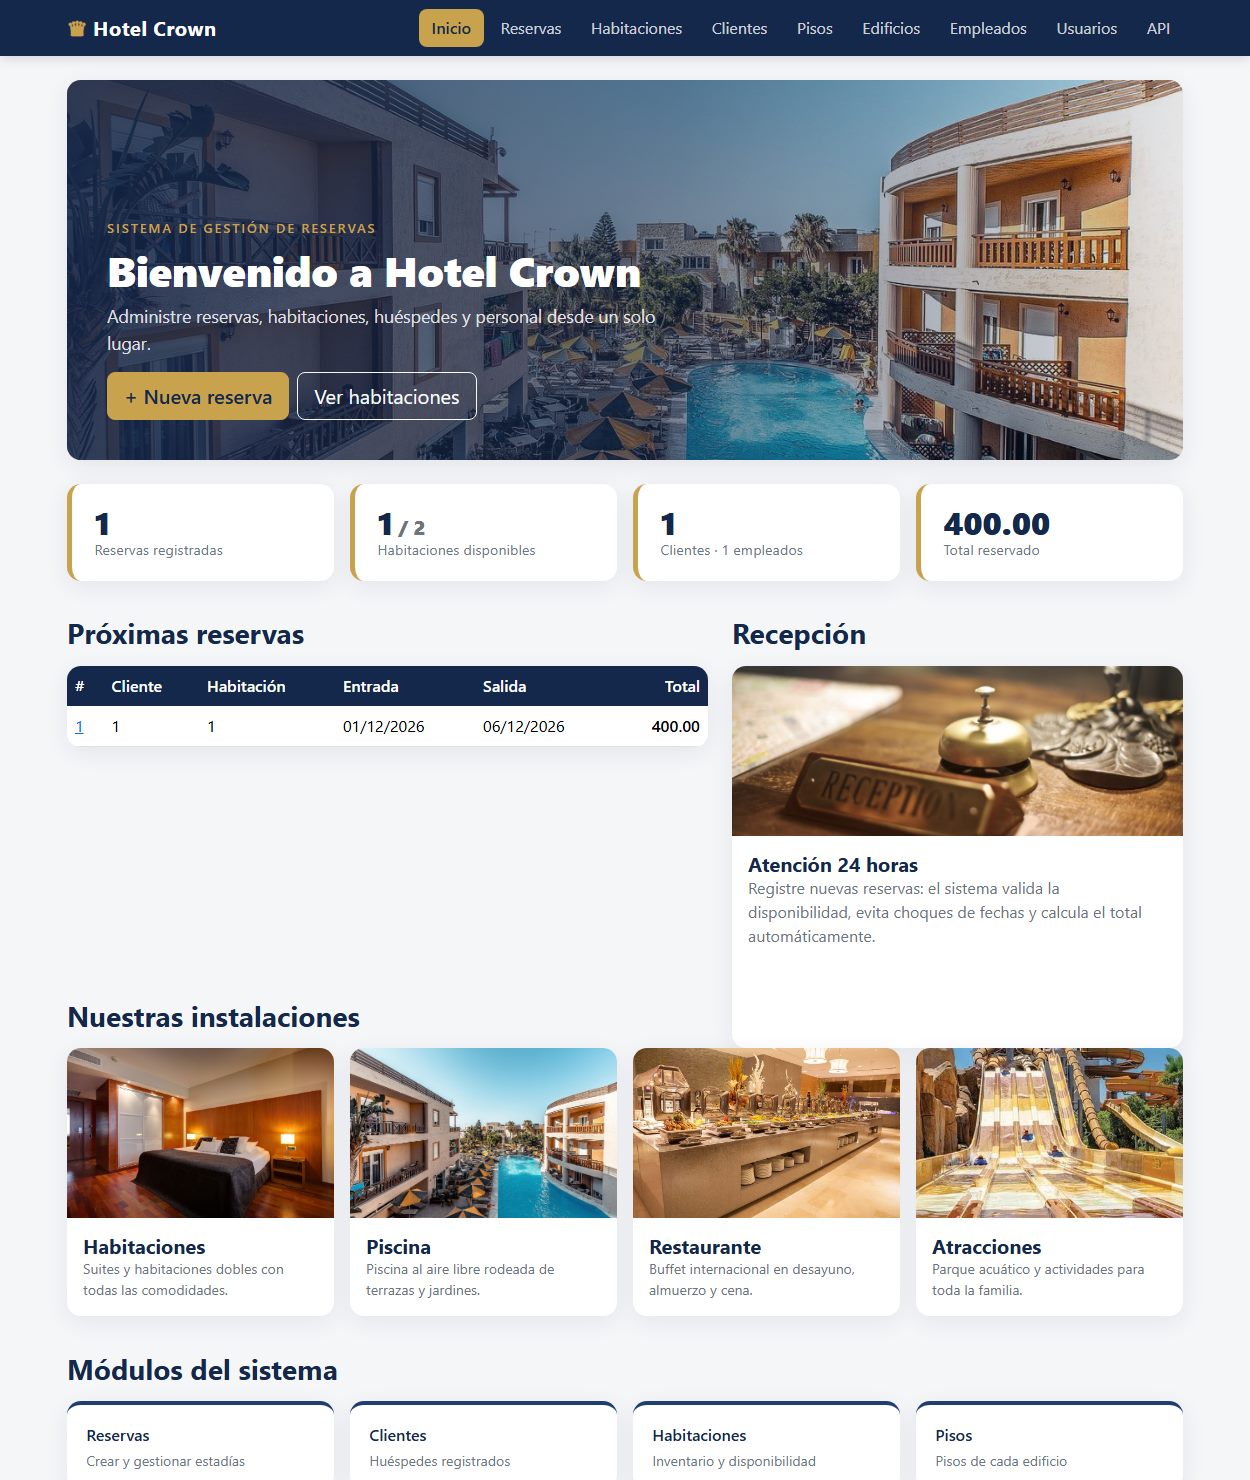 Hotel Crown
Inicio Reservas Habitaciones Clientes Pisos Edificios Empleados Usuarios API
SISTEMA DE GESTIÓN DE RESERVAS
Bienvenido a Hotel Crown
Administre reservas, habitaciones, huéspedes y personal desde un solo
lugar.
+ Nueva reserva Ver habitaciones
1
Reservas registradas
1 / 2
Habitaciones disponibles
1
Clientes · 1 empleados
400.00
Total reservado
Próximas reservas
# Cliente Habitación Entrada Salida Total
1 1 1 01/12/2026 06/12/2026 400.00
Recepción
RECEPTION
Atención 24 horas
Registre nuevas reservas: el sistema valida la
disponibilidad, evita choques de fechas y calcula el total
automáticamente.
Nuestras instalaciones
Habitaciones
Suites y habitaciones dobles con
todas las comodidades.
Piscina
Piscina al aire libre rodeada de
terrazas y jardines.
Restaurante
Buffet internacional en desayuno,
almuerzo y cena.
Atracciones
Parque acuático y actividades para
toda la familia.
Módulos del sistema
Reservas
Crear y gestionar estadías
Clientes
Huéspedes registrados
Habitaciones
Inventario y disponibilidad
Pisos
Pisos de cada edificio